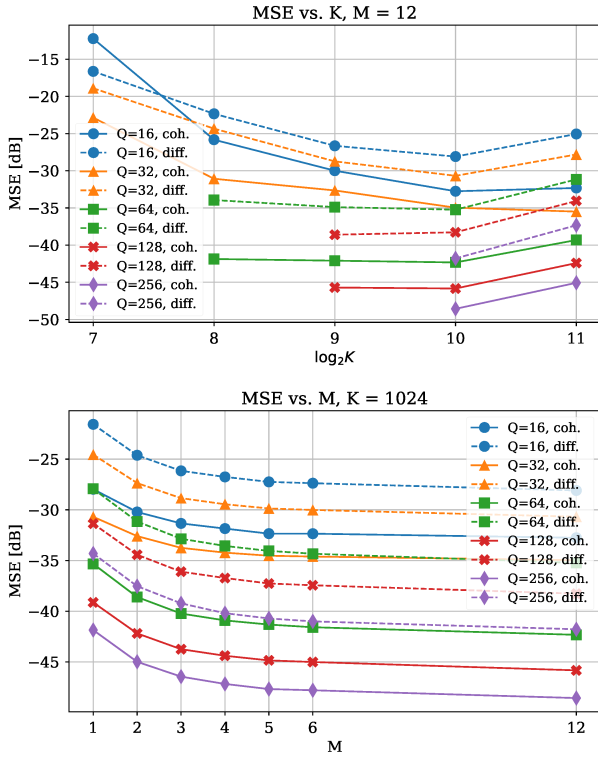 MSE vs. K, M = 12
MSE [dB]
−15
−20
−25
−30
−35
−40
−45
−50
Q=16, coh.
Q=16, diff.
Q=32, coh.
Q=32, diff.
Q=64, coh.
Q=64, diff.
Q=128, coh.
Q=128, diff.
Q=256, coh.
Q=256, diff.
7 8 9 10 11
log₂K
MSE vs. M, K = 1024
MSE [dB]
−25
−30
−35
−40
−45
Q=16, coh.
Q=16, diff.
Q=32, coh.
Q=32, diff.
Q=64, coh.
Q=64, diff.
Q=128, coh.
Q=128, diff.
Q=256, coh.
Q=256, diff.
1 2 3 4 5 6 12
M